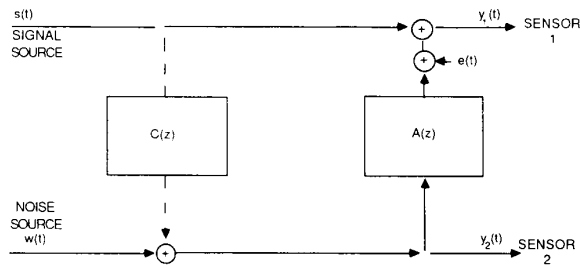 s(t)
SIGNAL
SOURCE
+
y₁(t)
SENSOR
1
+
e(t)
C(z)
A(z)
NOISE
SOURCE
w(t)
+
y₂(t)
SENSOR
2